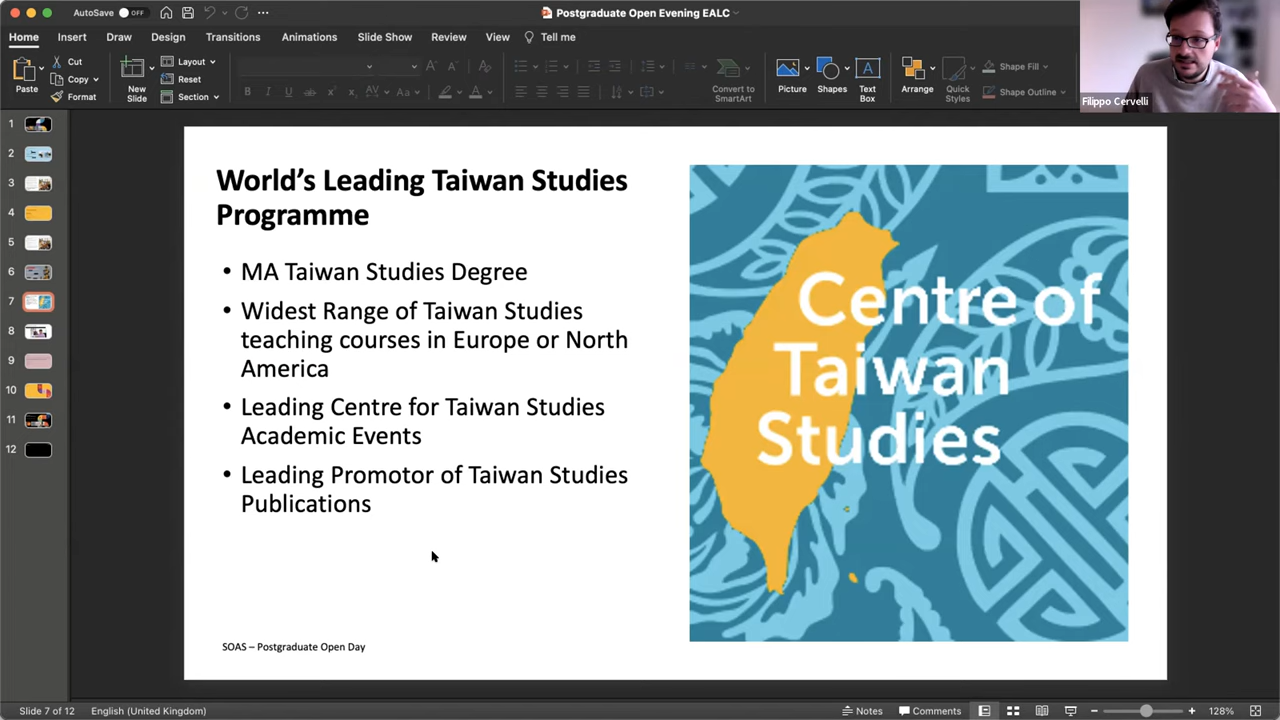 AutoSave OFF
Postgraduate Open Evening EALC
Home Insert Draw Design Transitions Animations Slide Show Review View Tell me
Paste
Cut
Copy
Format
New Slide
Layout
Reset
Section
Convert to SmartArt
Picture
Shapes
Text Box
Arrange
Quick Styles
Shape Fill
Shape Outline
Filippo Cervelli
1
2
3
4
5
6
7
8
9
10
11
12
World's Leading Taiwan Studies
Programme
• MA Taiwan Studies Degree
• Widest Range of Taiwan Studies
teaching courses in Europe or North
America
• Leading Centre for Taiwan Studies
Academic Events
• Leading Promotor of Taiwan Studies
Publications
Centre of
Taiwan
Studies
SOAS – Postgraduate Open Day
Slide 7 of 12 English (United Kingdom) Notes Comments 128%